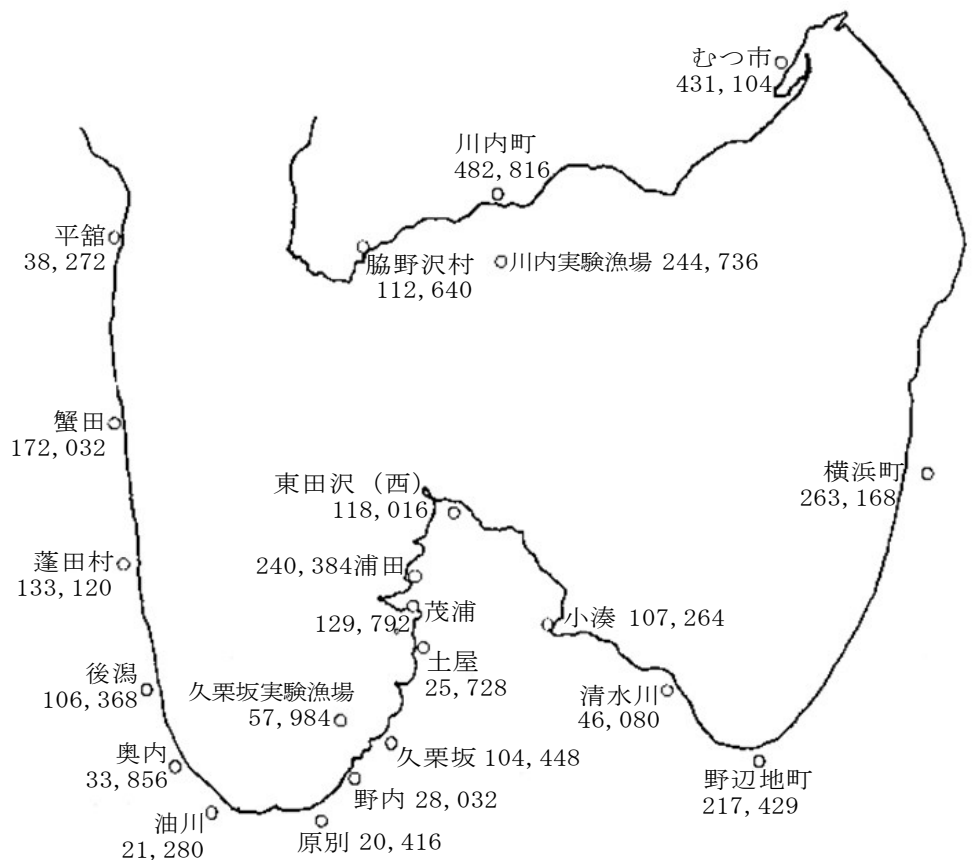 むつ市
431,104
川内町
482,816
平舘
38,272
脇野沢村
112,640
川内実験漁場 244,736
蟹田
172,032
横浜町
263,168
東田沢（西）
118,016
蓬田村
133,120
240,384浦田
129,792
茂浦
小湊 107,264
土屋
25,728
後潟
106,368
久栗坂実験漁場
57,984
清水川
46,080
久栗坂 104,448
奥内
33,856
野内 28,032
野辺地町
217,429
油川
21,280
原別 20,416